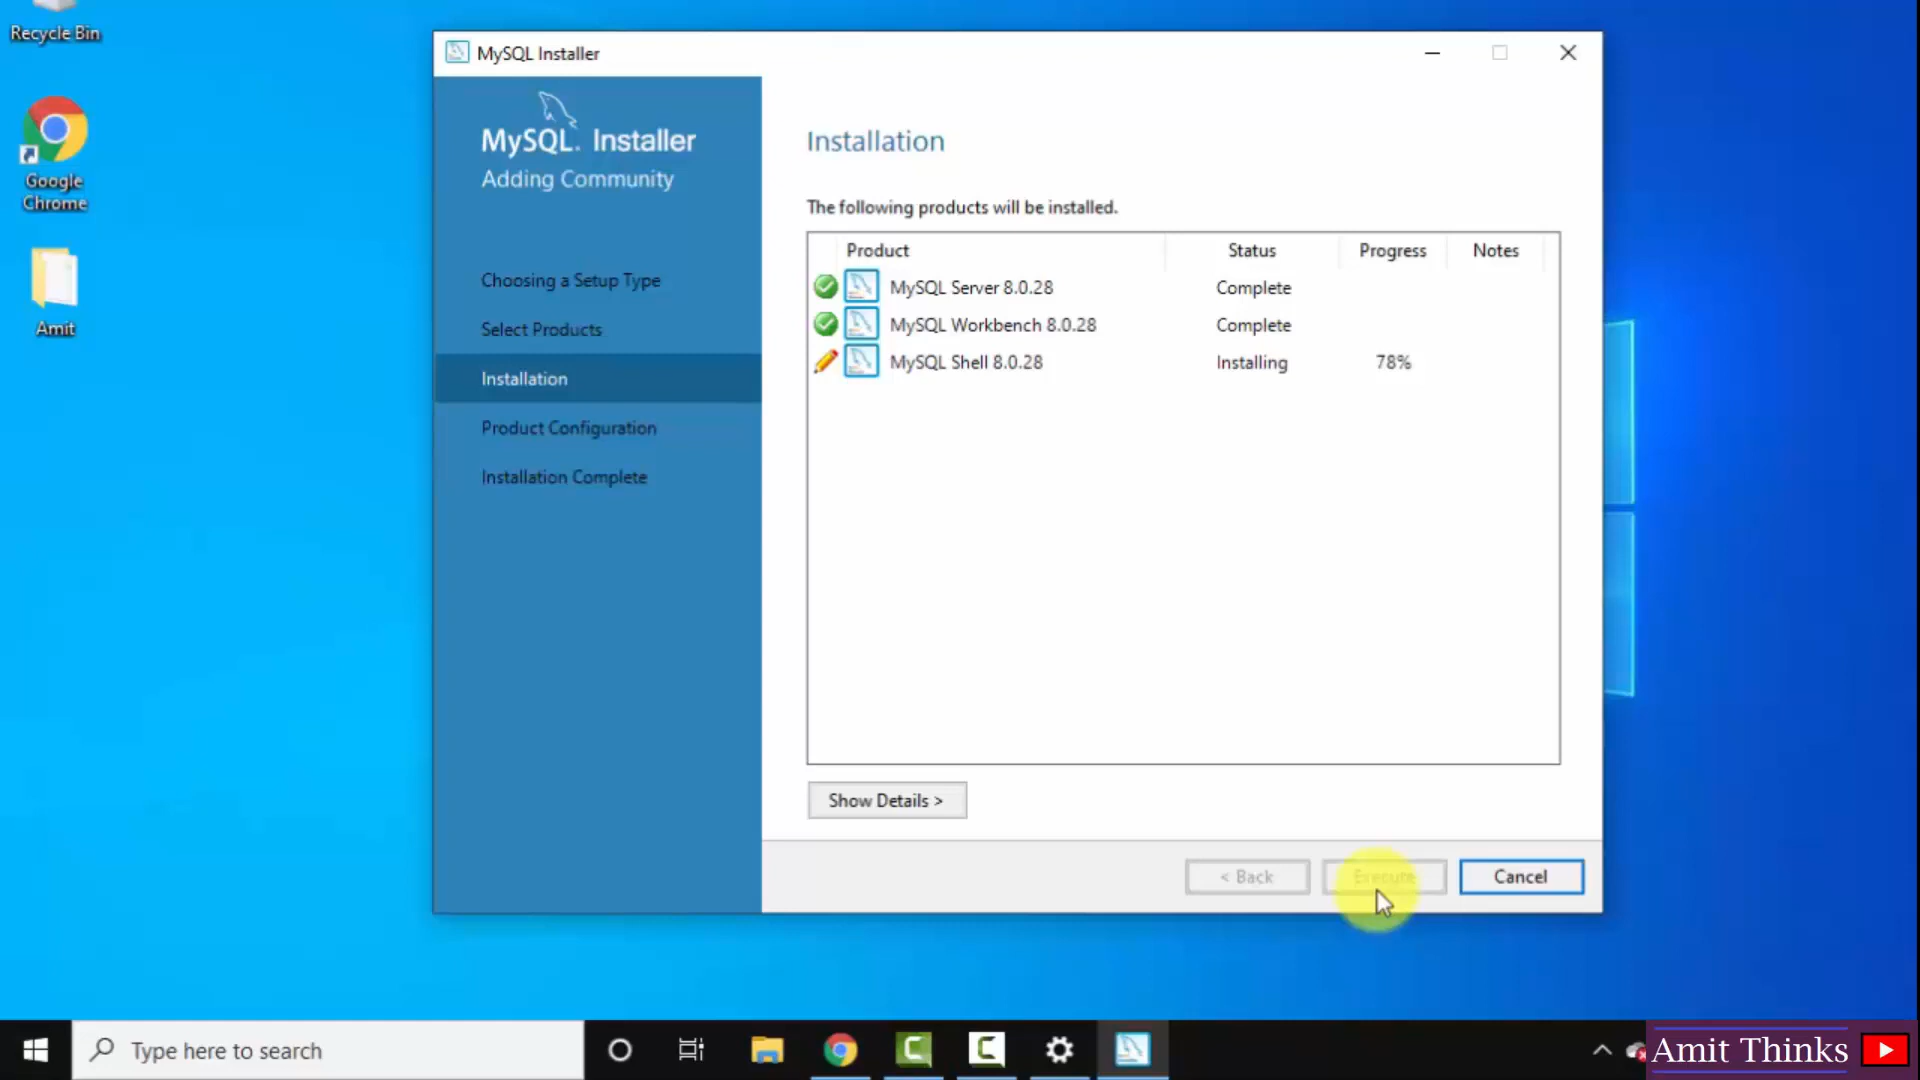 Recycle Bin
Google
Chrome
Amit
MySQL Installer
MySQL. Installer
Adding Community
Choosing a Setup Type
Select Products
Installation
Product Configuration
Installation Complete
Installation
The following products will be installed.
Product Status Progress Notes
MySQL Server 8.0.28 Complete
MySQL Workbench 8.0.28 Complete
MySQL Shell 8.0.28 Installing 78%
Show Details >
< Back Execute Cancel
Type here to search
Amit Thinks